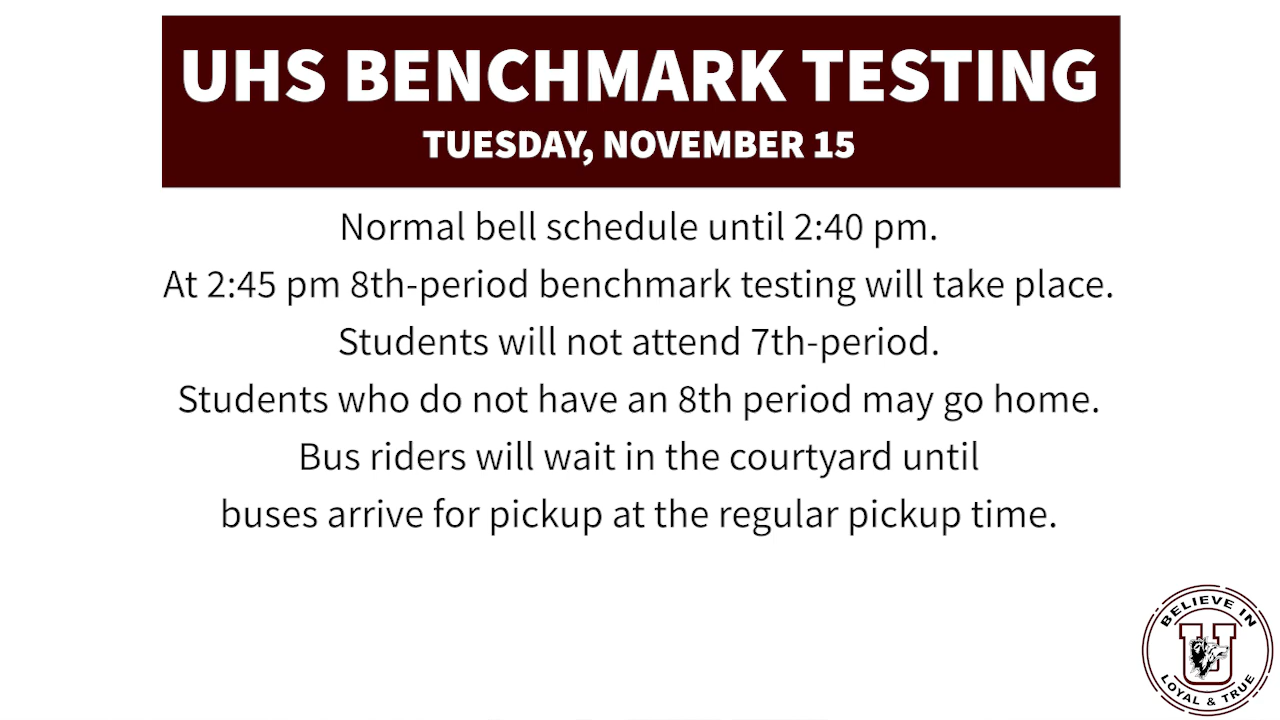 UHS BENCHMARK TESTING
TUESDAY, NOVEMBER 15
Normal bell schedule until 2:40 pm.
At 2:45 pm 8th-period benchmark testing will take place.
Students will not attend 7th-period.
Students who do not have an 8th period may go home.
Bus riders will wait in the courtyard until
buses arrive for pickup at the regular pickup time.
BELIEVE IN
U
LOYAL & TRUE